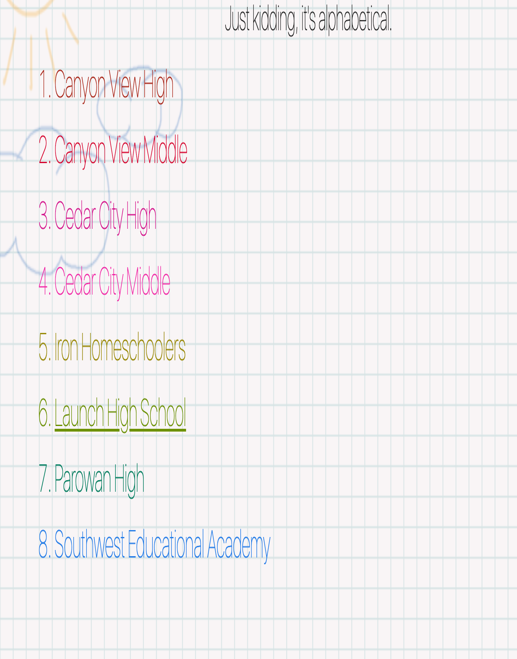 Just kidding, it's alphabetical.
1. Canyon View High
2. Canyon View Middle
3. Cedar City High
4. Cedar City Middle
5. Iron Homeschoolers
6. Launch High School
7. Parowan High
8. Southwest Educational Academy